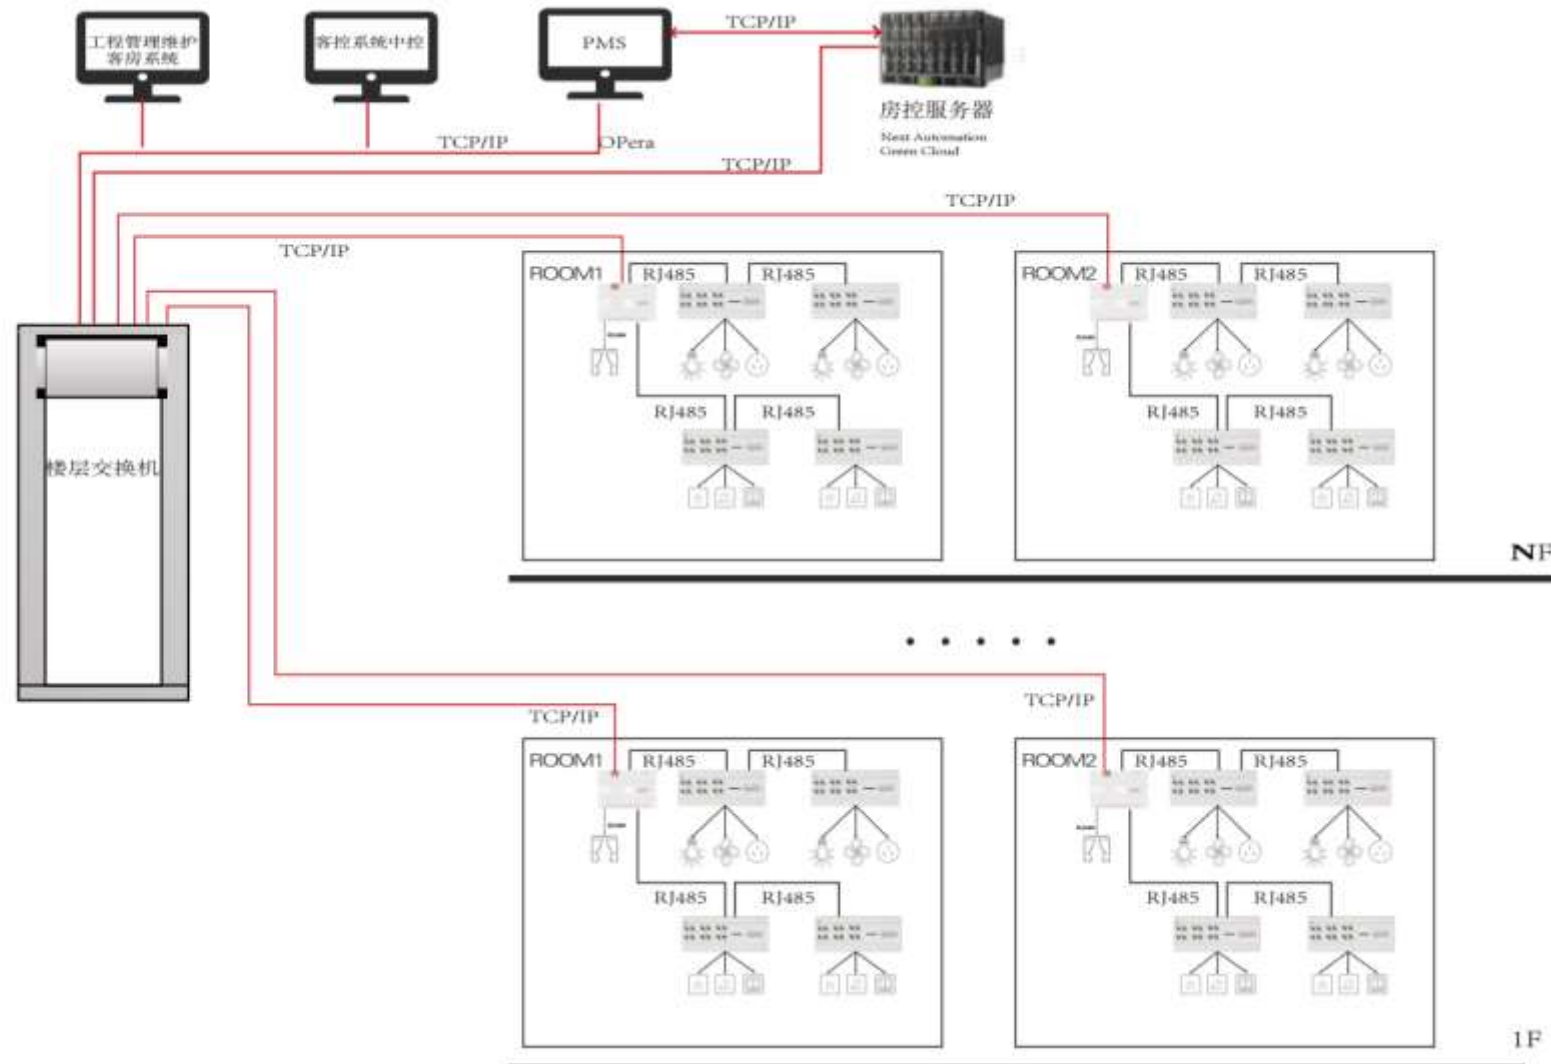 工程管理维护
客房系统
客控系统中控
PMS
TCP/IP
房控服务器
Next Automation
Green Cloud
TCP/IP
OPera
TCP/IP
TCP/IP
TCP/IP
ROOM1
RJ485
RJ485
RJ485
RJ485
ROOM2
RJ485
RJ485
RJ485
RJ485
楼层交换机
NF
TCP/IP
TCP/IP
ROOM1
RJ485
RJ485
RJ485
RJ485
ROOM2
RJ485
RJ485
RJ485
RJ485
1F